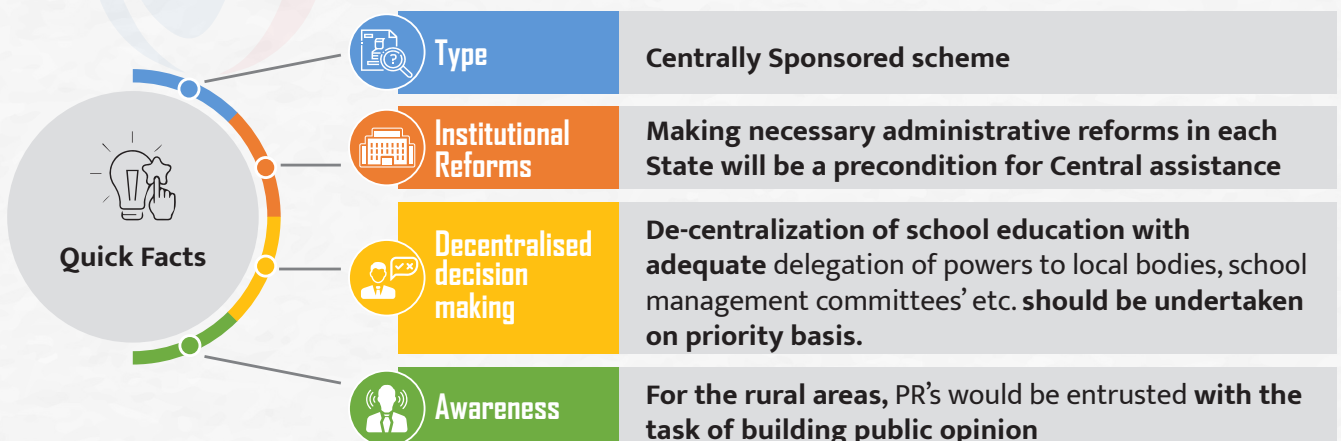 Quick Facts
Type
Centrally Sponsored scheme
Institutional
Reforms
Making necessary administrative reforms in each
State will be a precondition for Central assistance
Decentralised
decision
making
De-centralization of school education with
adequate delegation of powers to local bodies, school
management committees’ etc. should be undertaken
on priority basis.
Awareness
For the rural areas, PR’s would be entrusted with the
task of building public opinion